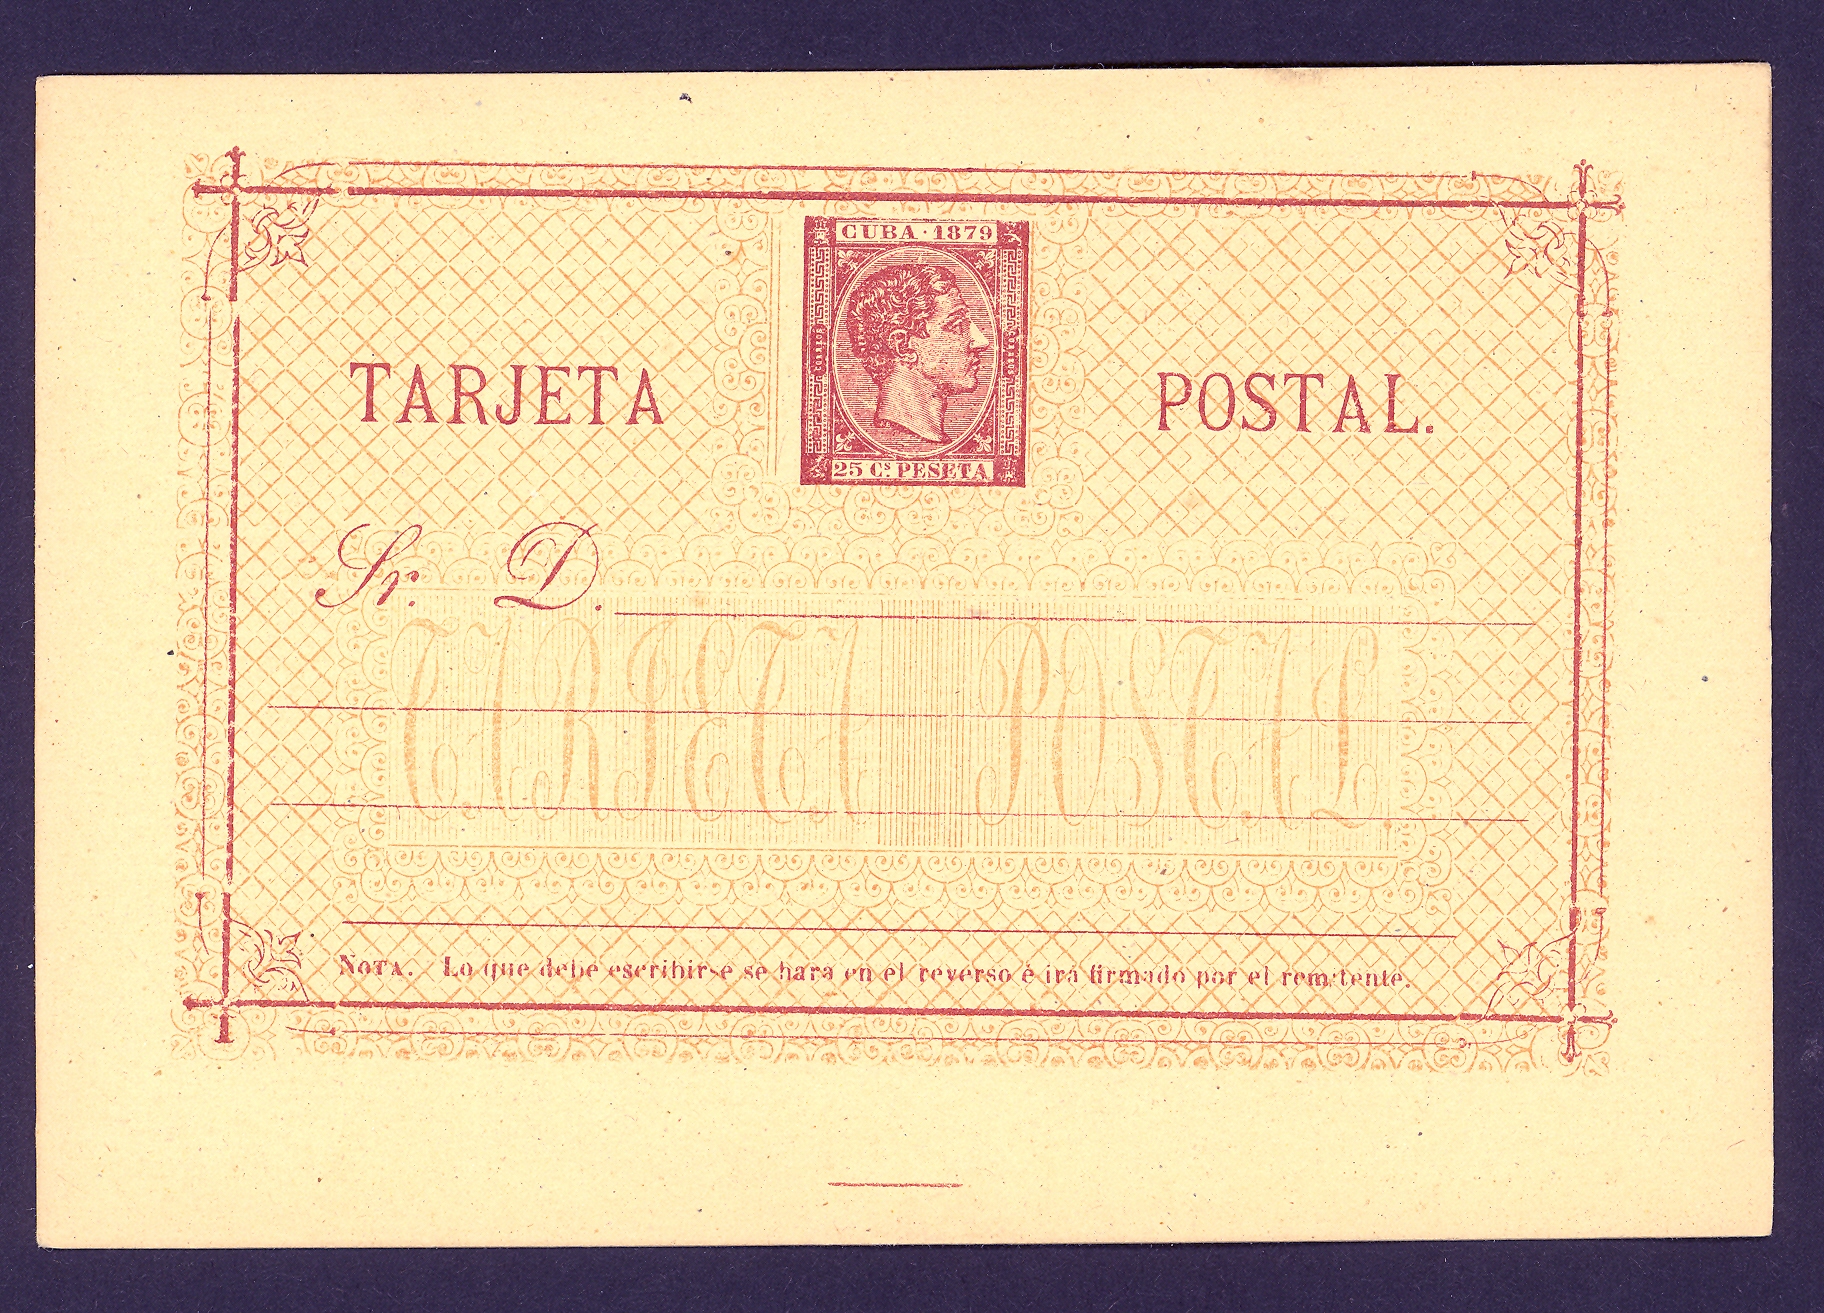 CUBA · 1879
25 Cs. PESETA
TARJETA POSTAL.
Sr. D.
TARJETA POSTAL.
NOTA. Lo que debe escribirse se hara en el reverso é irá firmado por el remitente.